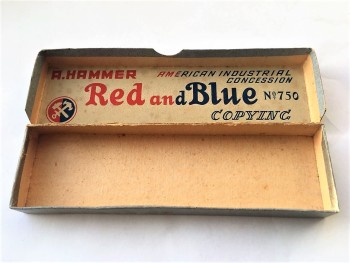 A.HAMMER AMERICAN INDUSTRIAL
CONCESSION
Red and Blue Nº750
COPYING